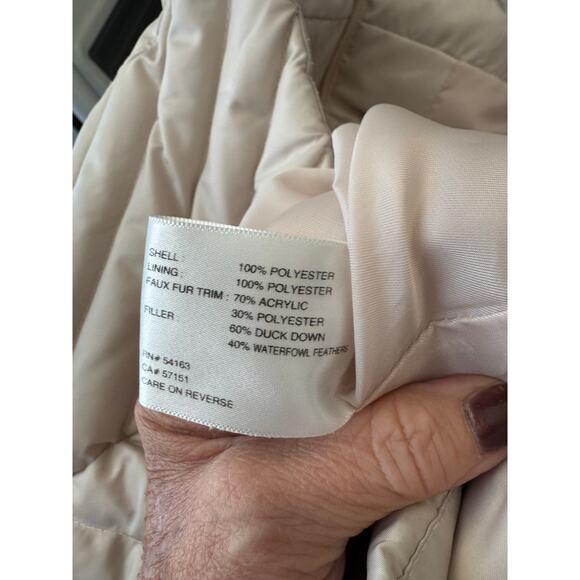 SHELL : 100% POLYESTER
LINING : 100% POLYESTER
FAUX FUR TRIM : 70% ACRYLIC
30% POLYESTER
FILLER : 60% DUCK DOWN
40% WATERFOWL FEATHERS
RN# 54163
CA# 57151
CARE ON REVERSE